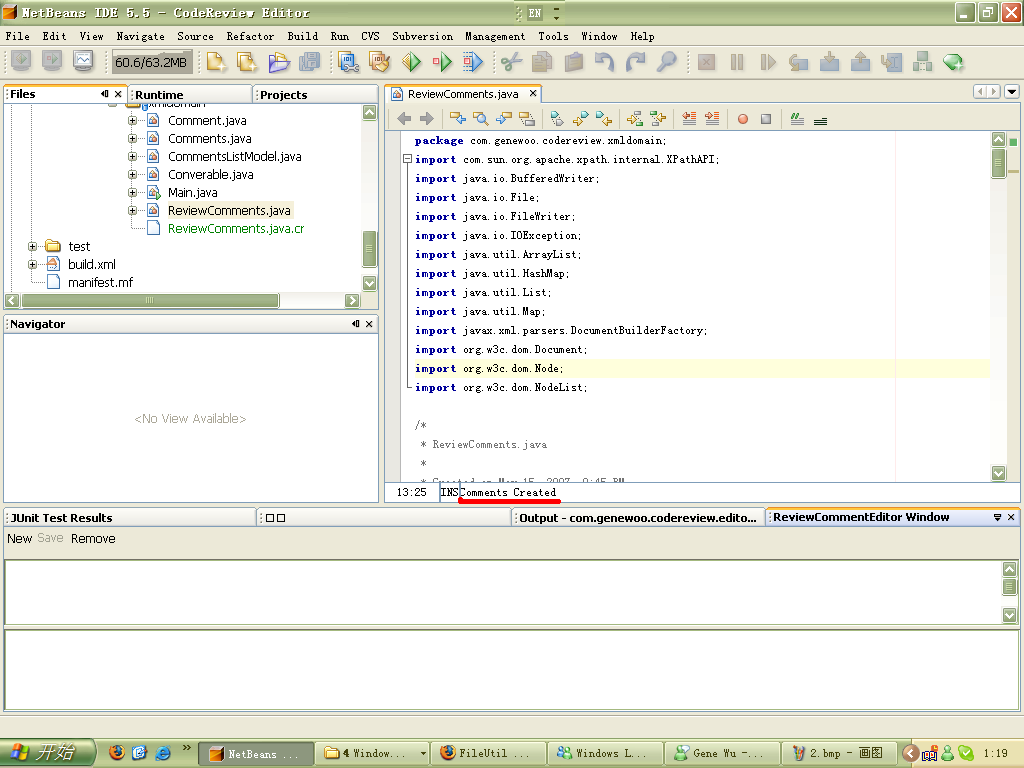 NetBeans IDE 5.5 - CodeReview Editor
EN
File Edit View Navigate Source Refactor Build Run CVS Subversion Management Tools Window Help
60.6/63.2MB
Files
Runtime
Projects
xmldomain
Comment.java
Comments.java
CommentsListModel.java
Converable.java
Main.java
ReviewComments.java
ReviewComments.java.cr
test
build.xml
manifest.mf
Navigator
<No View Available>
ReviewComments.java
package com.genewoo.codereview.xmldomain;
import com.sun.org.apache.xpath.internal.XPathAPI;
import java.io.BufferedWriter;
import java.io.File;
import java.io.FileWriter;
import java.io.IOException;
import java.util.ArrayList;
import java.util.HashMap;
import java.util.List;
import java.util.Map;
import javax.xml.parsers.DocumentBuilderFactory;
import org.w3c.dom.Document;
import org.w3c.dom.Node;
import org.w3c.dom.NodeList;
/*
* ReviewComments.java
*
* Created on May 15, 2007, 9:45 PM
13:25 INS Comments Created
JUnit Test Results
Output - com.genewoo.codereview.edito...
ReviewCommentEditor Window
New Save Remove
开始
NetBeans ...
4 Window...
FileUtil ...
Windows L...
Gene Wu -...
2.bmp - 画图
1:19